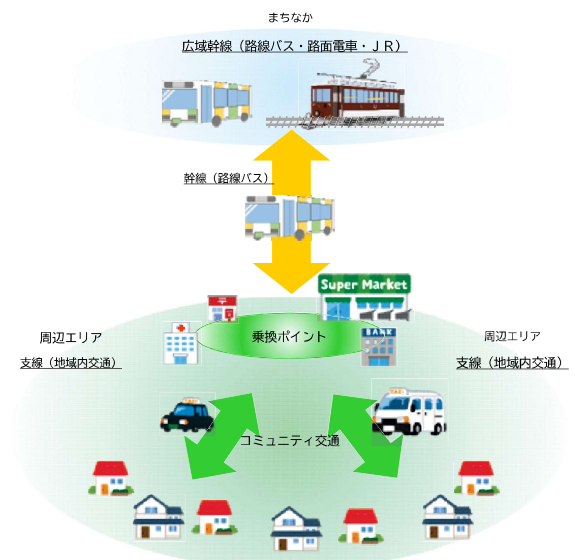 まちなか
広域幹線（路線バス・路面電車・ＪＲ）
幹線（路線バス）
Super Market
BANK
乗換ポイント
周辺エリア
支線（地域内交通）
周辺エリア
支線（地域内交通）
コミュニティ交通